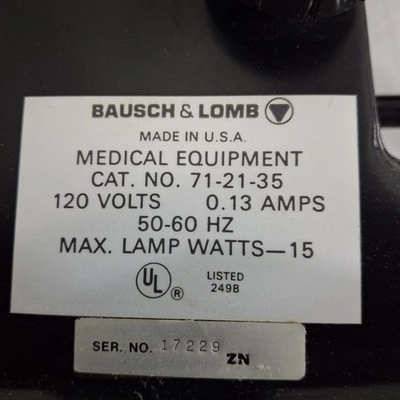 BAUSCH & LOMB
MADE IN U.S.A.
MEDICAL EQUIPMENT
CAT. NO. 71-21-35
120 VOLTS 0.13 AMPS
50-60 HZ
MAX. LAMP WATTS—15
UL ® LISTED
249B
SER. NO. 17229 ZN